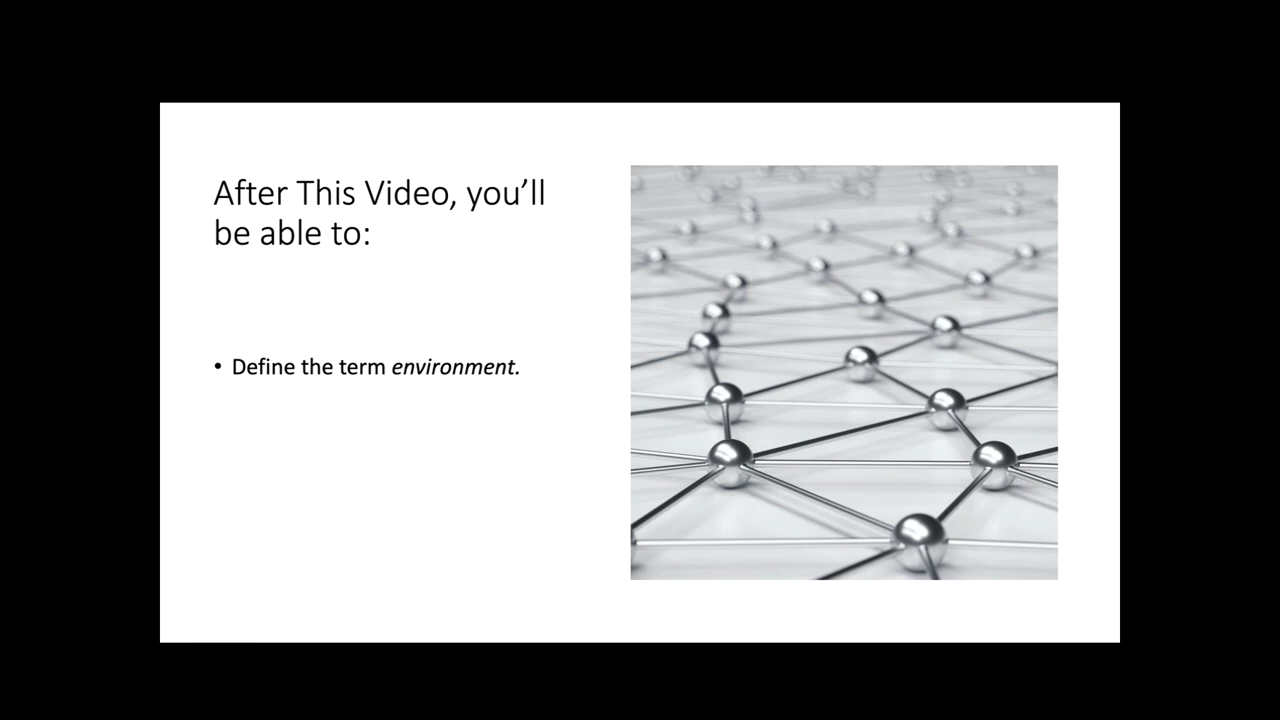 After This Video, you’ll
be able to:
• Define the term environment.